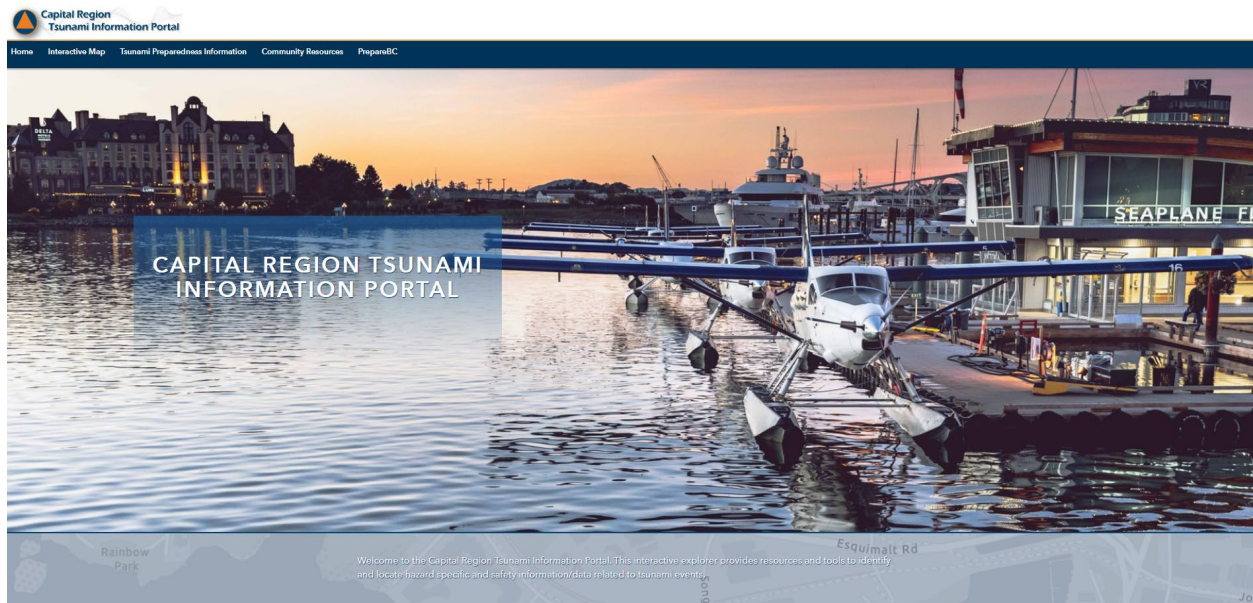 Capital Region
Tsunami Information Portal
Home Interactive Map Tsunami Preparedness Information Community Resources PrepareBC
DELTA
SEAPLANE
5
16
CAPITAL REGION TSUNAMI
INFORMATION PORTAL
Rainbow
Park
Esquimalt Rd
Welcome to the Capital Region Tsunami Information Portal. This interactive explorer provides resources and tools to identify
and locate hazard specific and safety information/data related to tsunami events.
Song